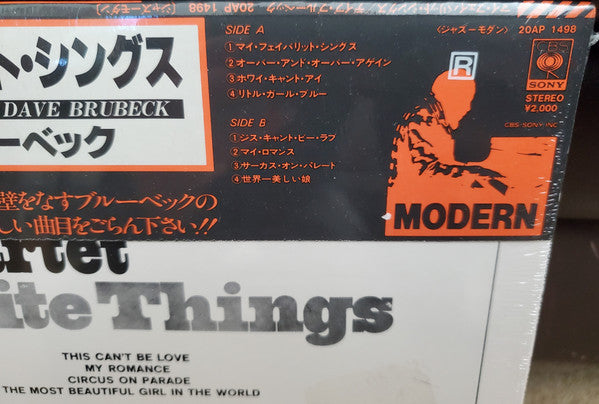 20AP 1498
ト・シングス
DAVE BRUBECK
ーベック
壁をなすブルーベックの
しい曲目をごらん下さい!!
SIDE A
1マイ・フェイバリット・シングス
2オーバー・アンド・オーバー・アゲイン
3ホワイ・キャント・アイ
4リトル・ガール・ブルー
SIDE B
1ジス・キャント・ビー・ラブ
2マイ・ロマンス
3サーカス・オン・パレート
4世界一美しい娘
〈ジャズーモダン〉
20AP 1498
R
CBS
SONY
STEREO
¥2,000
CBS・SONY INC.
MODERN
rtet
ite Things
THIS CAN'T BE LOVE
MY ROMANCE
CIRCUS ON PARADE
THE MOST BEAUTIFUL GIRL IN THE WORLD